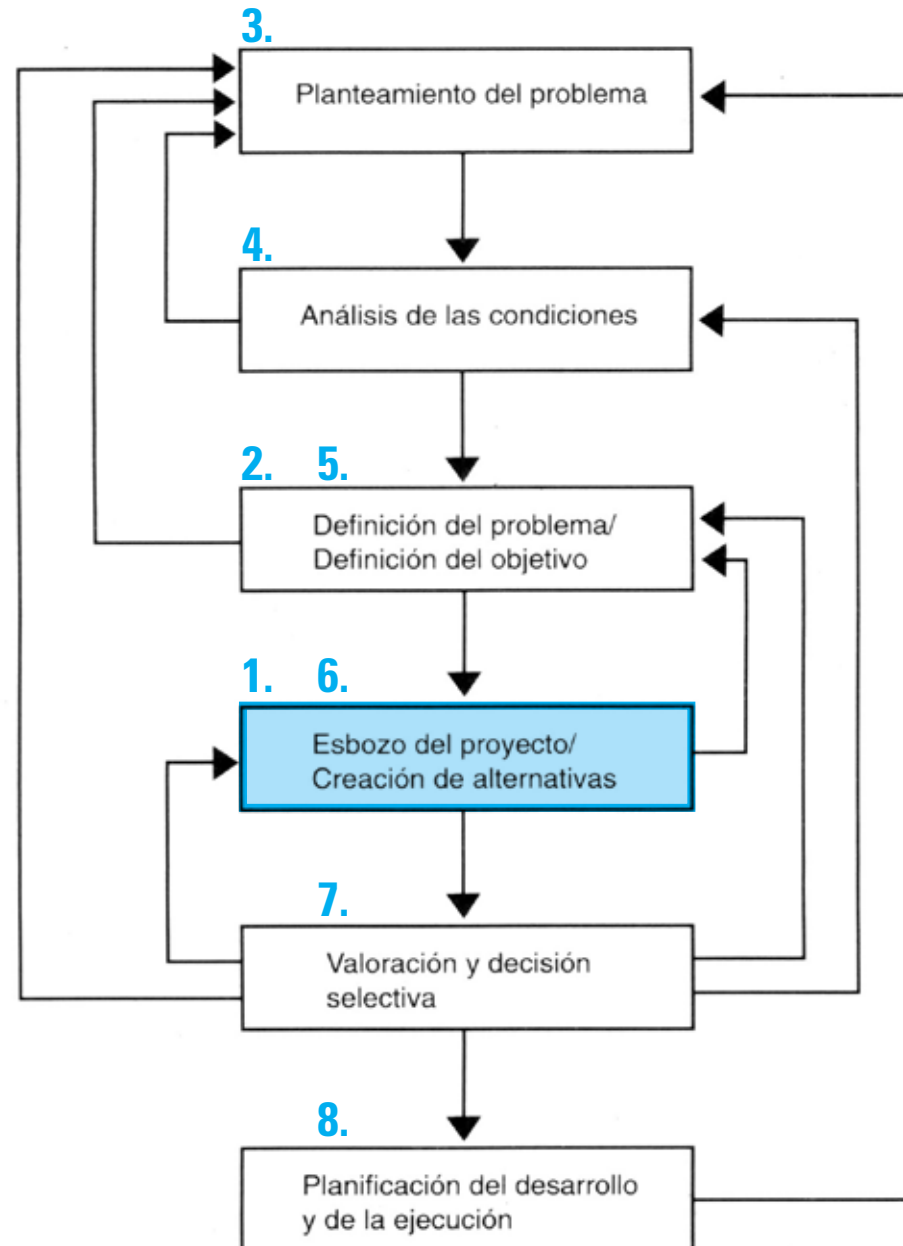 3.
Planteamiento del problema
4.
Análisis de las condiciones
2. 5.
Definición del problema/
Definición del objetivo
1. 6.
Esbozo del proyecto/
Creación de alternativas
7.
Valoración y decisión
selectiva
8.
Planificación del desarrollo
y de la ejecución